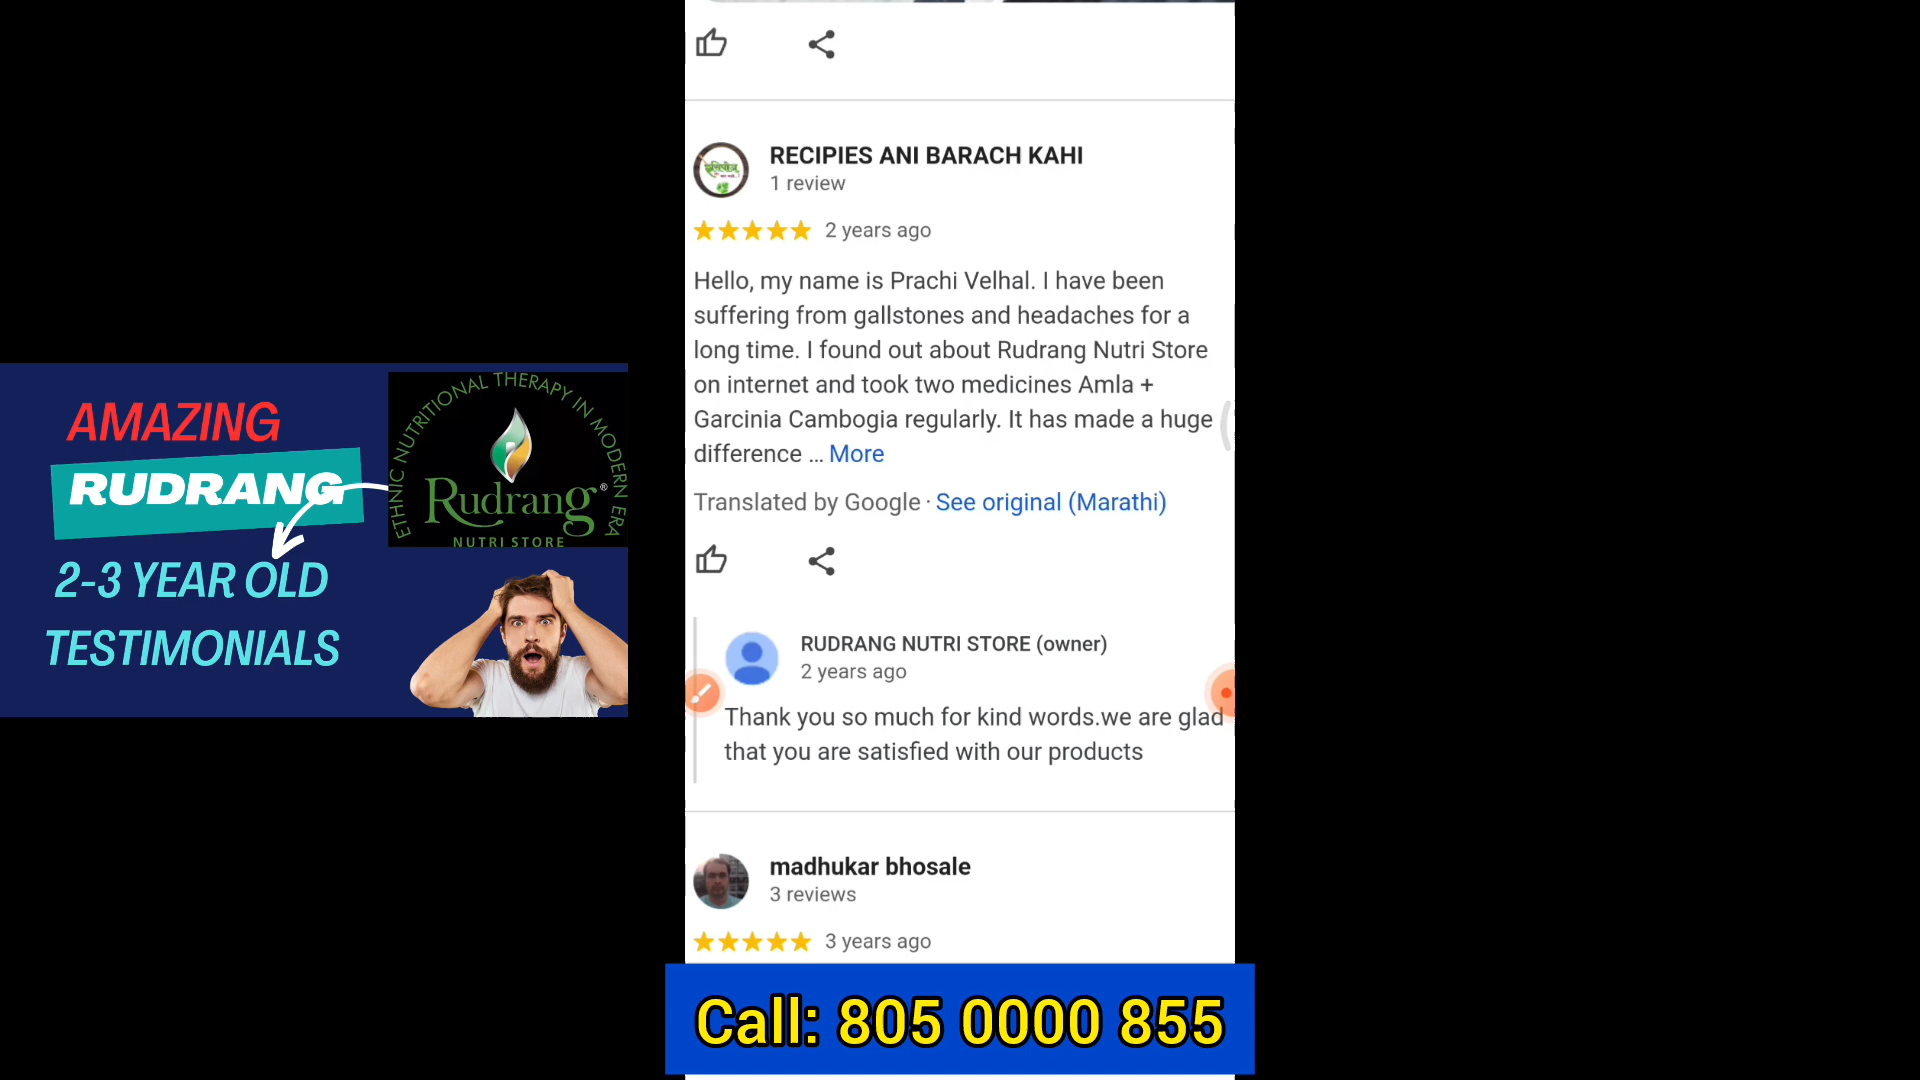 AMAZING
RUDRANG
2-3 YEAR OLD
TESTIMONIALS
ETHNIC NUTRITIONAL THERAPY IN MODERN ERA
Rudrang®
NUTRI STORE
RECIPIES ANI BARACH KAHI
1 review
2 years ago
Hello, my name is Prachi Velhal. I have been
suffering from gallstones and headaches for a
long time. I found out about Rudrang Nutri Store
on internet and took two medicines Amla +
Garcinia Cambogia regularly. It has made a huge
difference ... More
Translated by Google · See original (Marathi)
RUDRANG NUTRI STORE (owner)
2 years ago
Thank you so much for kind words.we are glad
that you are satisfied with our products
madhukar bhosale
3 reviews
3 years ago
Call: 805 0000 855